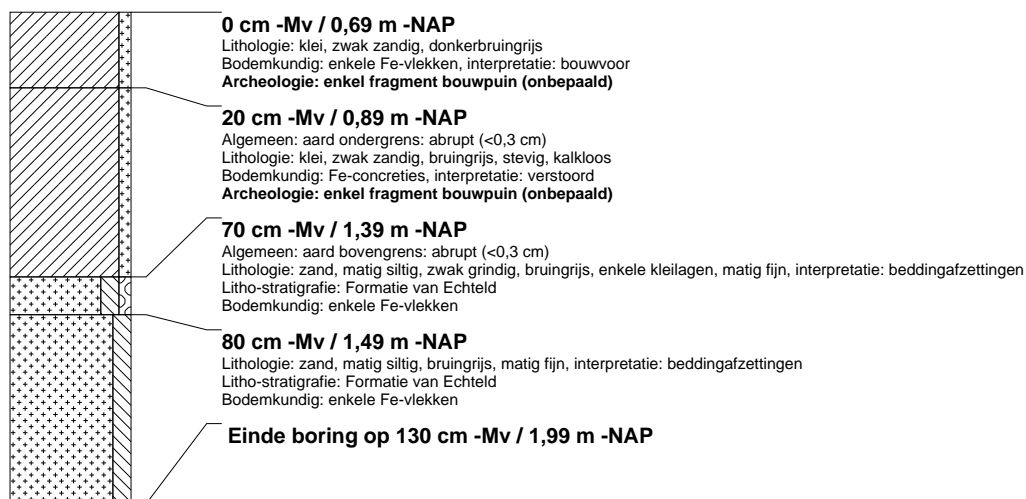 0 cm -Mv / 0,69 m -NAP
Lithologie: klei, zwak zandig, donkerbruingrijs
Bodemkundig: enkele Fe-vlekken, interpretatie: bouwvoor
Archeologie: enkel fragment bouwpuin (onbepaald)
20 cm -Mv / 0,89 m -NAP
Algemeen: aard ondergrens: abrupt (<0,3 cm)
Lithologie: klei, zwak zandig, bruingrijs, stevig, kalkloos
Bodemkundig: Fe-concreties, interpretatie: verstoord
Archeologie: enkel fragment bouwpuin (onbepaald)
70 cm -Mv / 1,39 m -NAP
Algemeen: aard bovengrens: abrupt (<0,3 cm)
Lithologie: zand, matig siltig, zwak grindig, bruingrijs, enkele kleilagen, matig fijn, interpretatie: beddingafzettingen
Litho-stratigrafie: Formatie van Echteld
Bodemkundig: enkele Fe-vlekken
80 cm -Mv / 1,49 m -NAP
Lithologie: zand, matig siltig, bruingrijs, matig fijn, interpretatie: beddingafzettingen
Litho-stratigrafie: Formatie van Echteld
Bodemkundig: enkele Fe-vlekken
Einde boring op 130 cm -Mv / 1,99 m -NAP